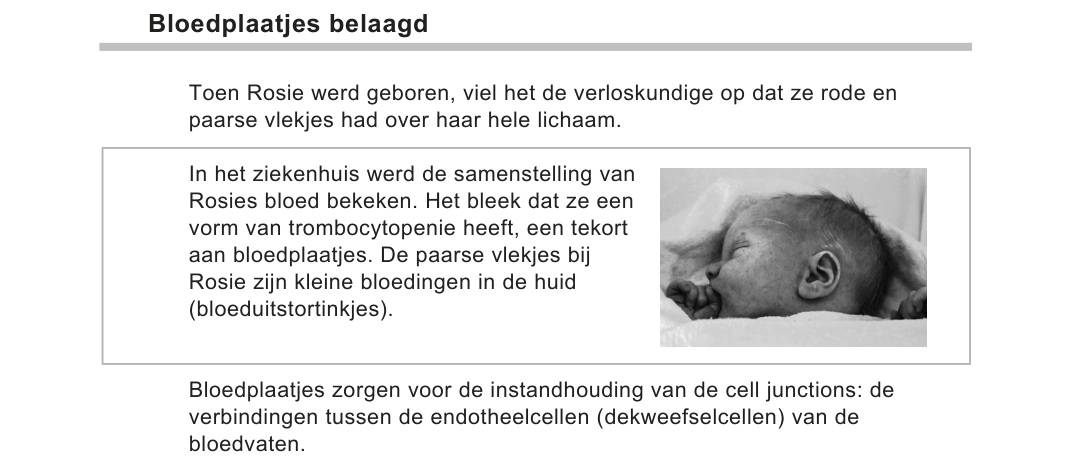 Bloedplaatjes belaagd
Toen Rosie werd geboren, viel het de verloskundige op dat ze rode en
paarse vlekjes had over haar hele lichaam.
In het ziekenhuis werd de samenstelling van
Rosies bloed bekeken. Het bleek dat ze een
vorm van trombocytopenie heeft, een tekort
aan bloedplaatjes. De paarse vlekjes bij
Rosie zijn kleine bloedingen in de huid
(bloeduitstortinkjes).
Bloedplaatjes zorgen voor de instandhouding van de cell junctions: de
verbindingen tussen de endotheelcellen (dekweefselcellen) van de
bloedvaten.